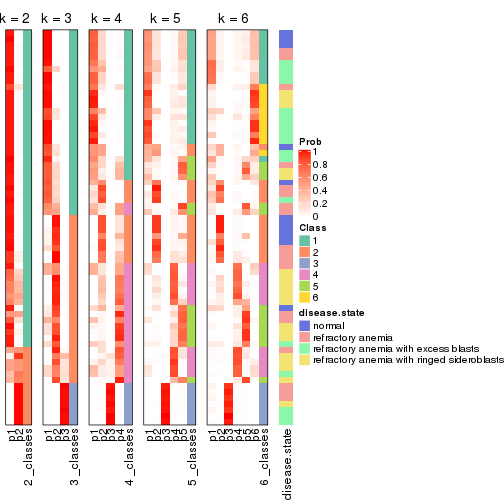 k = 2 k = 3 k = 4 k = 5 k = 6
Prob
1
0.8
0.6
0.4
0.2
0
Class
1
2
3
4
5
6
disease.state
normal
refractory anemia
refractory anemia with excess blasts
refractory anemia with ringed sideroblasts
p1 p2 2_classes p1 p2 p3 3_classes p1 p2 p3 p4 4_classes p1 p2 p3 p4 p5 5_classes p1 p2 p3 p4 p5 p6 6_classes disease.state